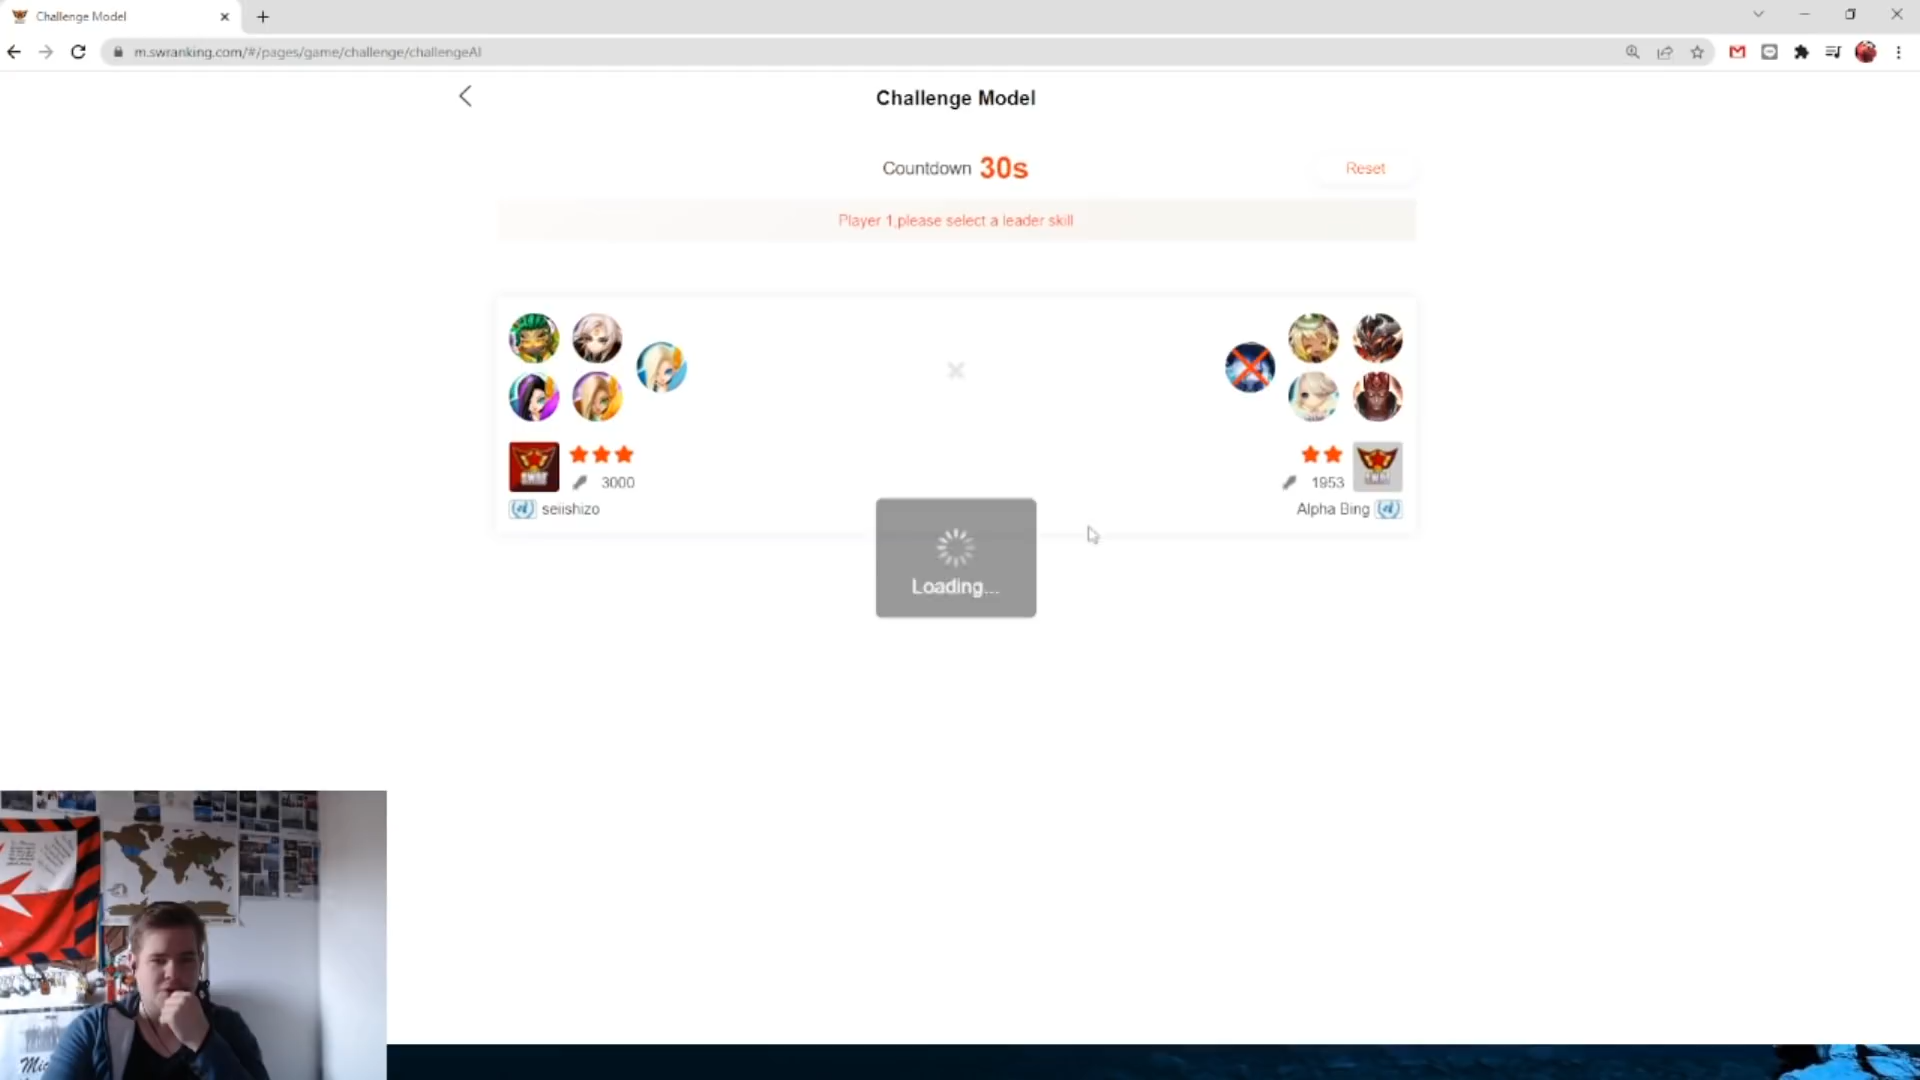 Challenge Model
m.swranking.com/#/pages/game/challenge/challengeAI
Challenge Model
Countdown 30s
Reset
Player 1,please select a leader skill
3000
1953
seiishizo
Alpha Bing
Loading...